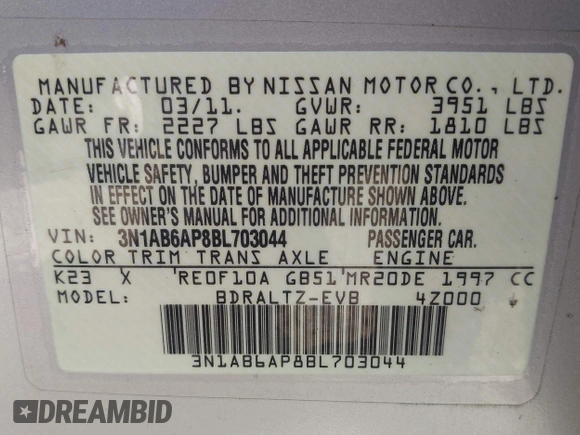 MANUFACTURED BY NISSAN MOTOR CO., LTD.
DATE: 03/11. GVWR: 3951 LBS
GAWR FR: 2227 LBS GAWR RR: 1810 LBS
THIS VEHICLE CONFORMS TO ALL APPLICABLE FEDERAL MOTOR
VEHICLE SAFETY, BUMPER AND THEFT PREVENTION STANDARDS
IN EFFECT ON THE DATE OF MANUFACTURE SHOWN ABOVE.
SEE OWNER'S MANUAL FOR ADDITIONAL INFORMATION.
VIN: 3N1AB6AP8BL703044 PASSENGER CAR.
COLOR TRIM TRANS AXLE ENGINE
K23 X 'RE0F10A GB51'MR20DE 1997 CC
MODEL: BDRALTZ-EVB 4Z000
3N1AB6AP8BL703044
DREAMBID